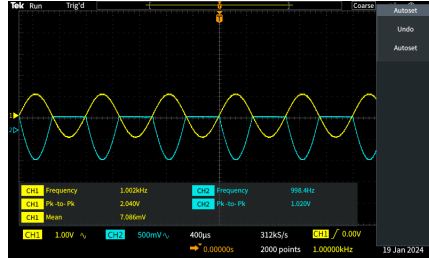 Tek Run Trig'd Coarse Autoset
T
Undo
Autoset
1
2
CH1 Frequency 1.002kHz CH2 Frequency 998.4Hz
CH1 Pk -to- Pk 2.040V CH2 Pk -to- Pk 1.020V
CH1 Mean 7.086mV
CH1 1.00V CH2 500mV 400μs 312kS/s CH1 0.00V
0.00000s 2000 points 1.00000kHz 19 Jan 2024